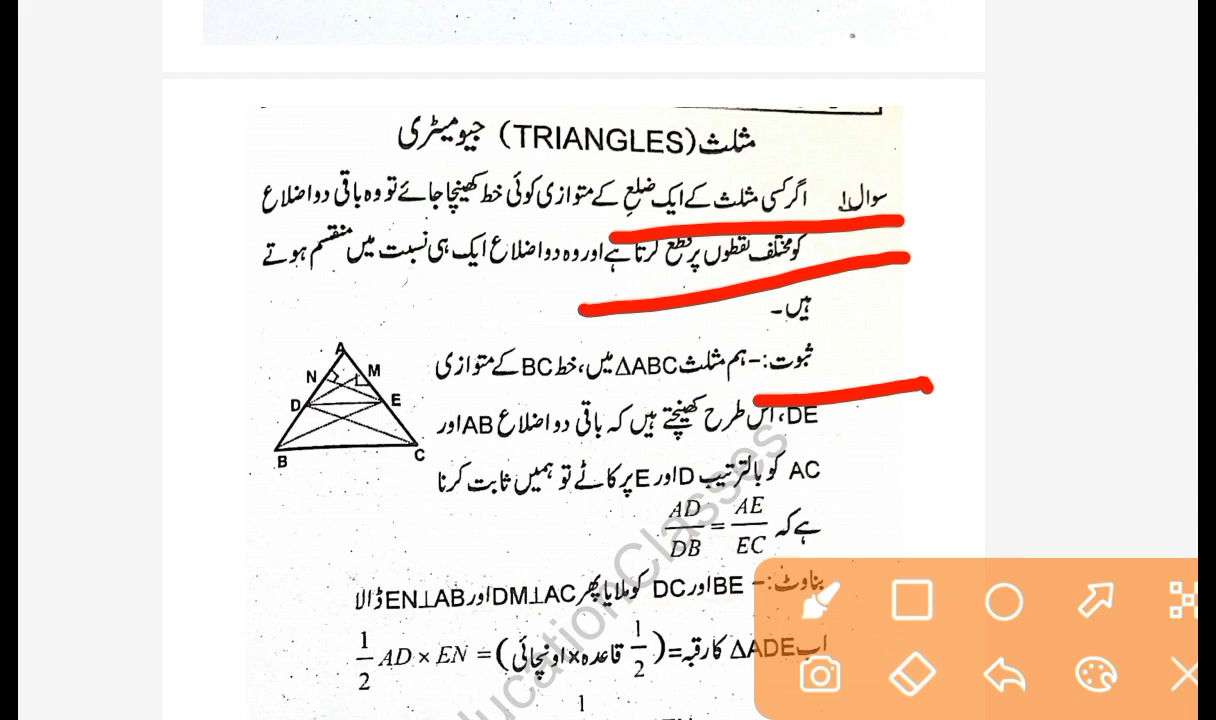 جیومیٹری (TRIANGLES) مثلث
سوال1 اگر کسی مثلث کے ایک ضلع کے متوازی کوئی خط کھینچا جائے تو وہ باقی دو اضلاع
کو مختلف نقطوں پر قطع کرتا ہے اور وہ دو اضلاع ایک ہی نسبت میں منقسم ہوتے
ہیں۔
ثبوت:- ہم مثلث ΔABC میں، خط BC کے متوازی
DE، اس طرح کھینچتے ہیں کہ باقی دو اضلاع AB اور
AC کو بالترتیب D اور E پر کاٹے تو ہمیں ثابت کرنا
ہے کہ AD/DB = AE/EC
A
N M
D E
B C
بناوٹ:- BE اور DC کو ملایا پھر DM⊥AC اور EN⊥AB ڈالا
اب ΔADE کا رقبہ = (1/2 قاعدہ × اونچائی) = 1/2 AD × EN
1
ducation Classes